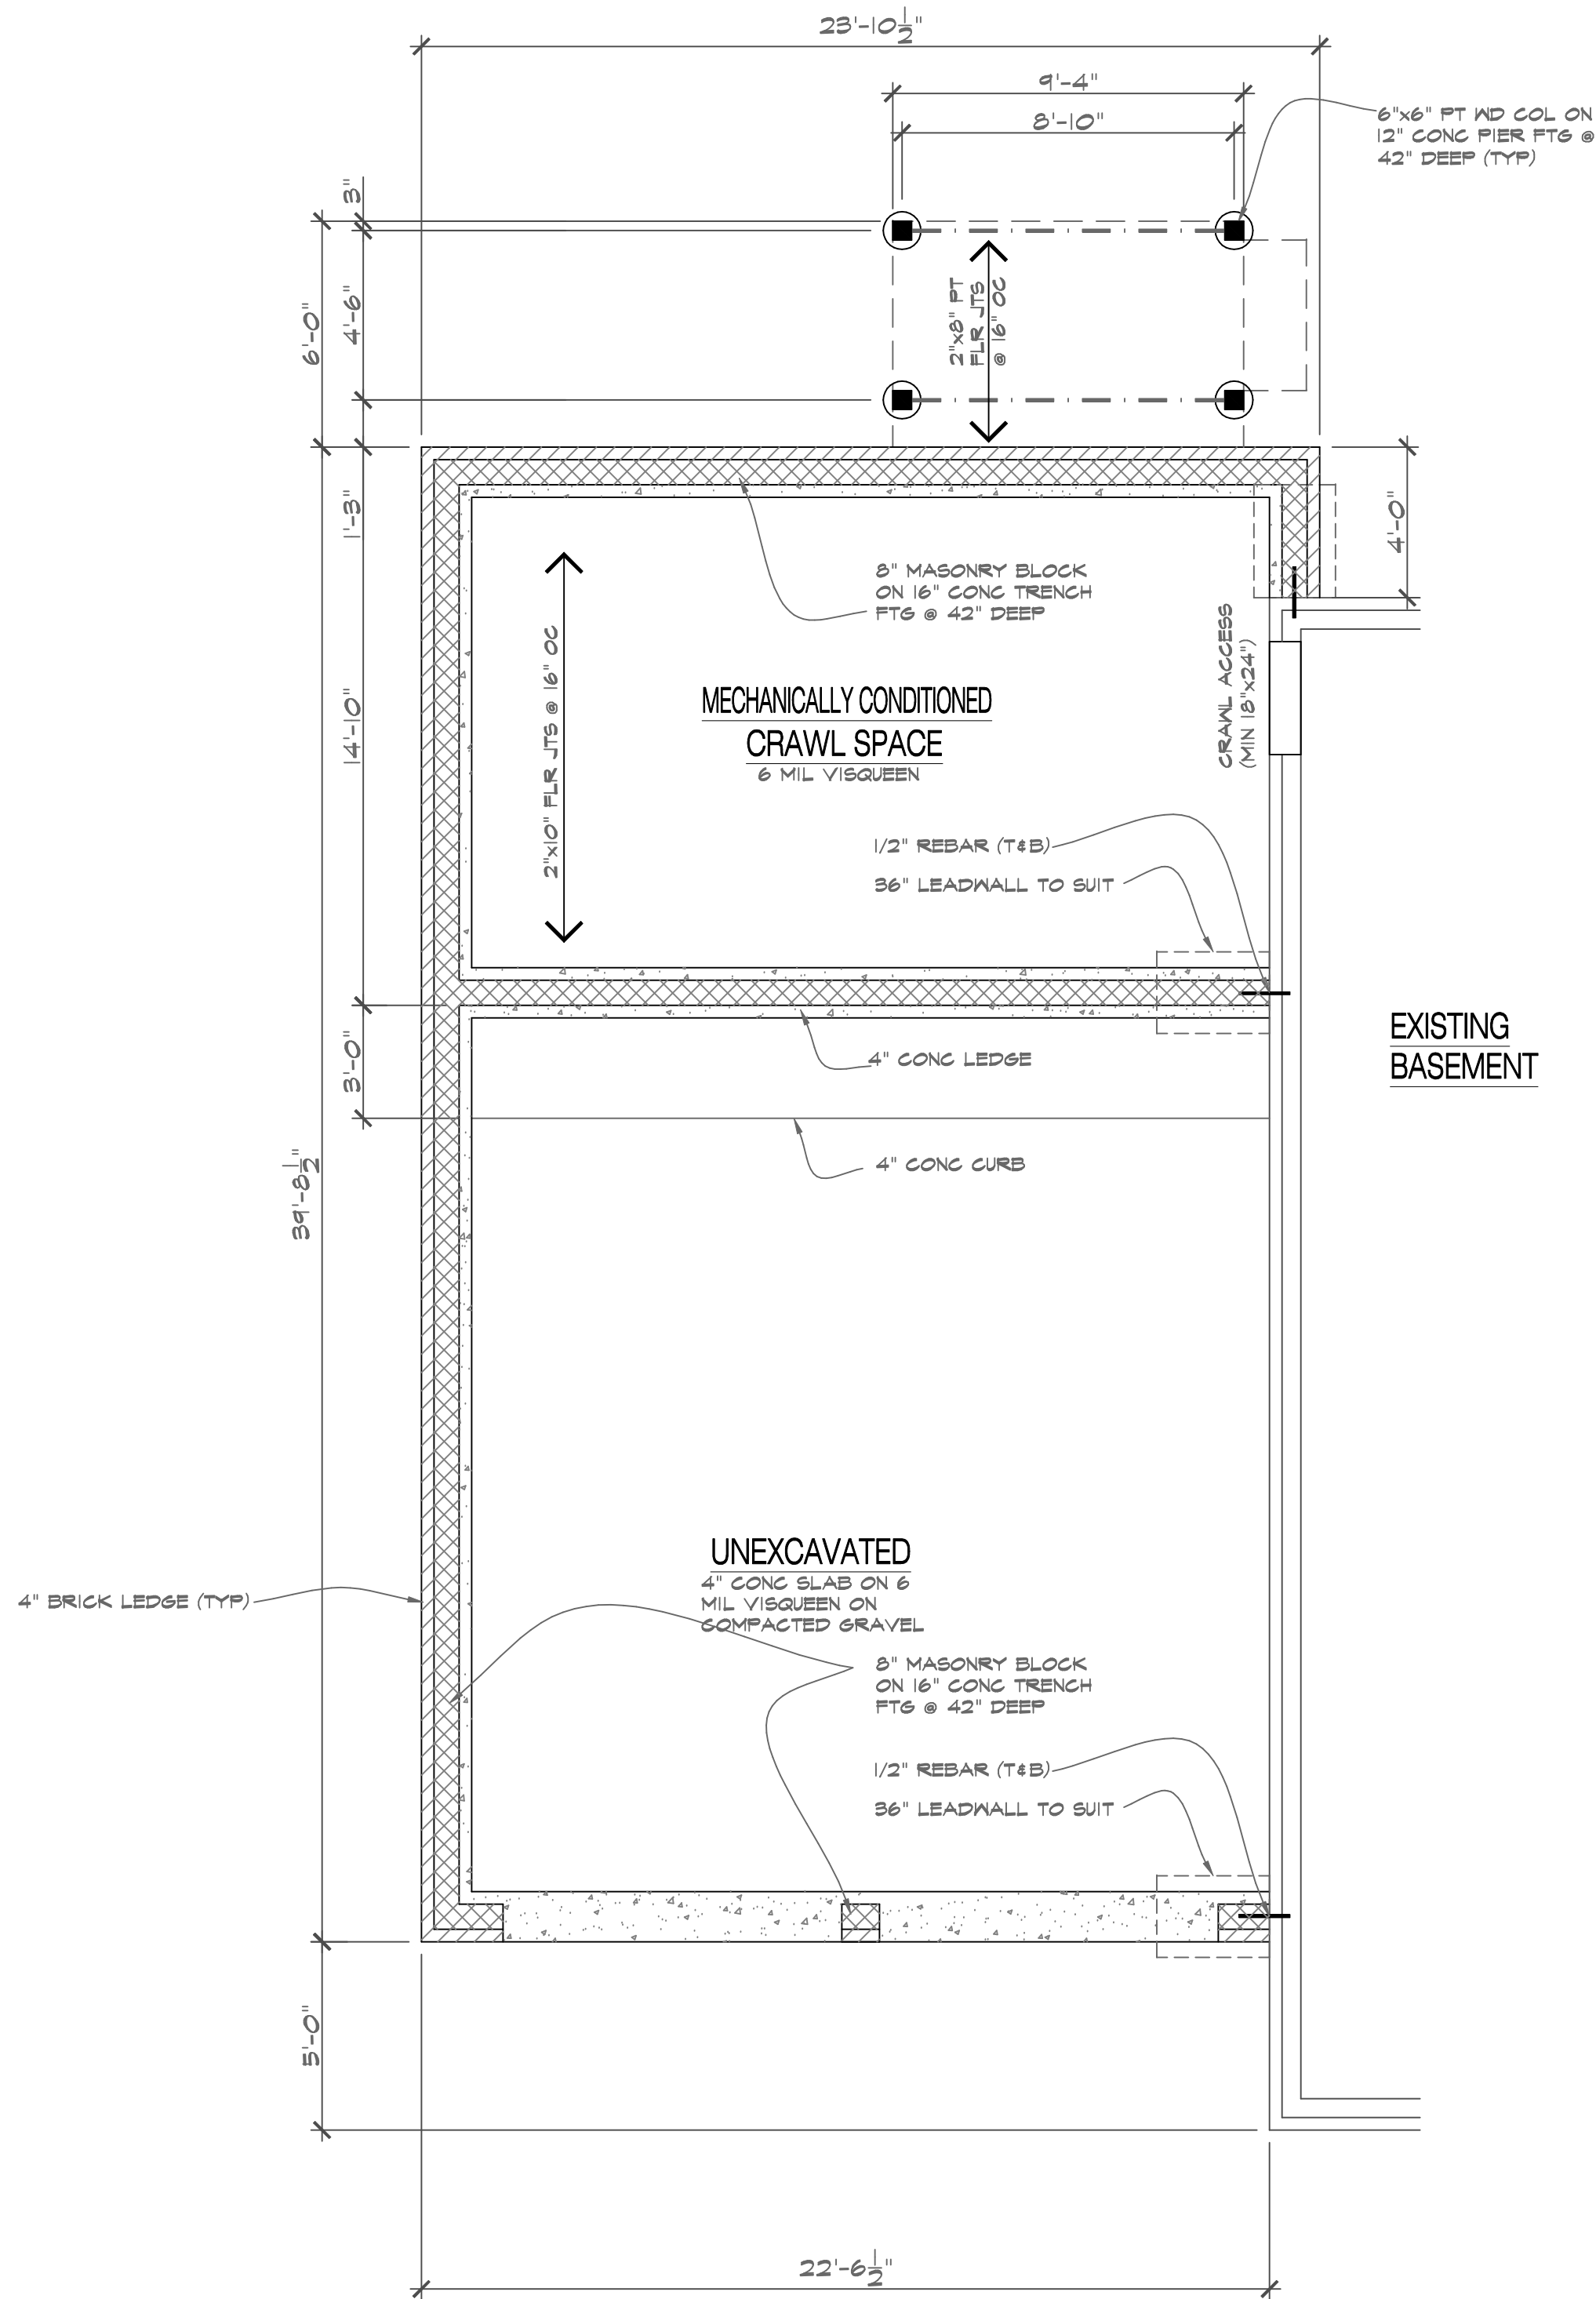 23'-10 1/2"
9'-4"
8'-10"
6"x6" PT WD COL ON
12" CONC PIER FTG @
42" DEEP (TYP)
3"
6'-0"
4'-6"
2"x8" PT
FLR JTS
@ 16" OC
1'-3"
4'-0"
8" MASONRY BLOCK
ON 16" CONC TRENCH
FTG @ 42" DEEP
2"x10" FLR JTS @ 16" OC
CRAWL ACCESS
(MIN 18"x24")
14'-10"
MECHANICALLY CONDITIONED
CRAWL SPACE
6 MIL VISQUEEN
1/2" REBAR (T&B)
36" LEADWALL TO SUIT
3'-0"
4" CONC LEDGE
EXISTING
BASEMENT
39'-8 1/2"
4" CONC CURB
UNEXCAVATED
4" CONC SLAB ON 6
MIL VISQUEEN ON
COMPACTED GRAVEL
4" BRICK LEDGE (TYP)
8" MASONRY BLOCK
ON 16" CONC TRENCH
FTG @ 42" DEEP
1/2" REBAR (T&B)
36" LEADWALL TO SUIT
5'-0"
22'-6 1/2"